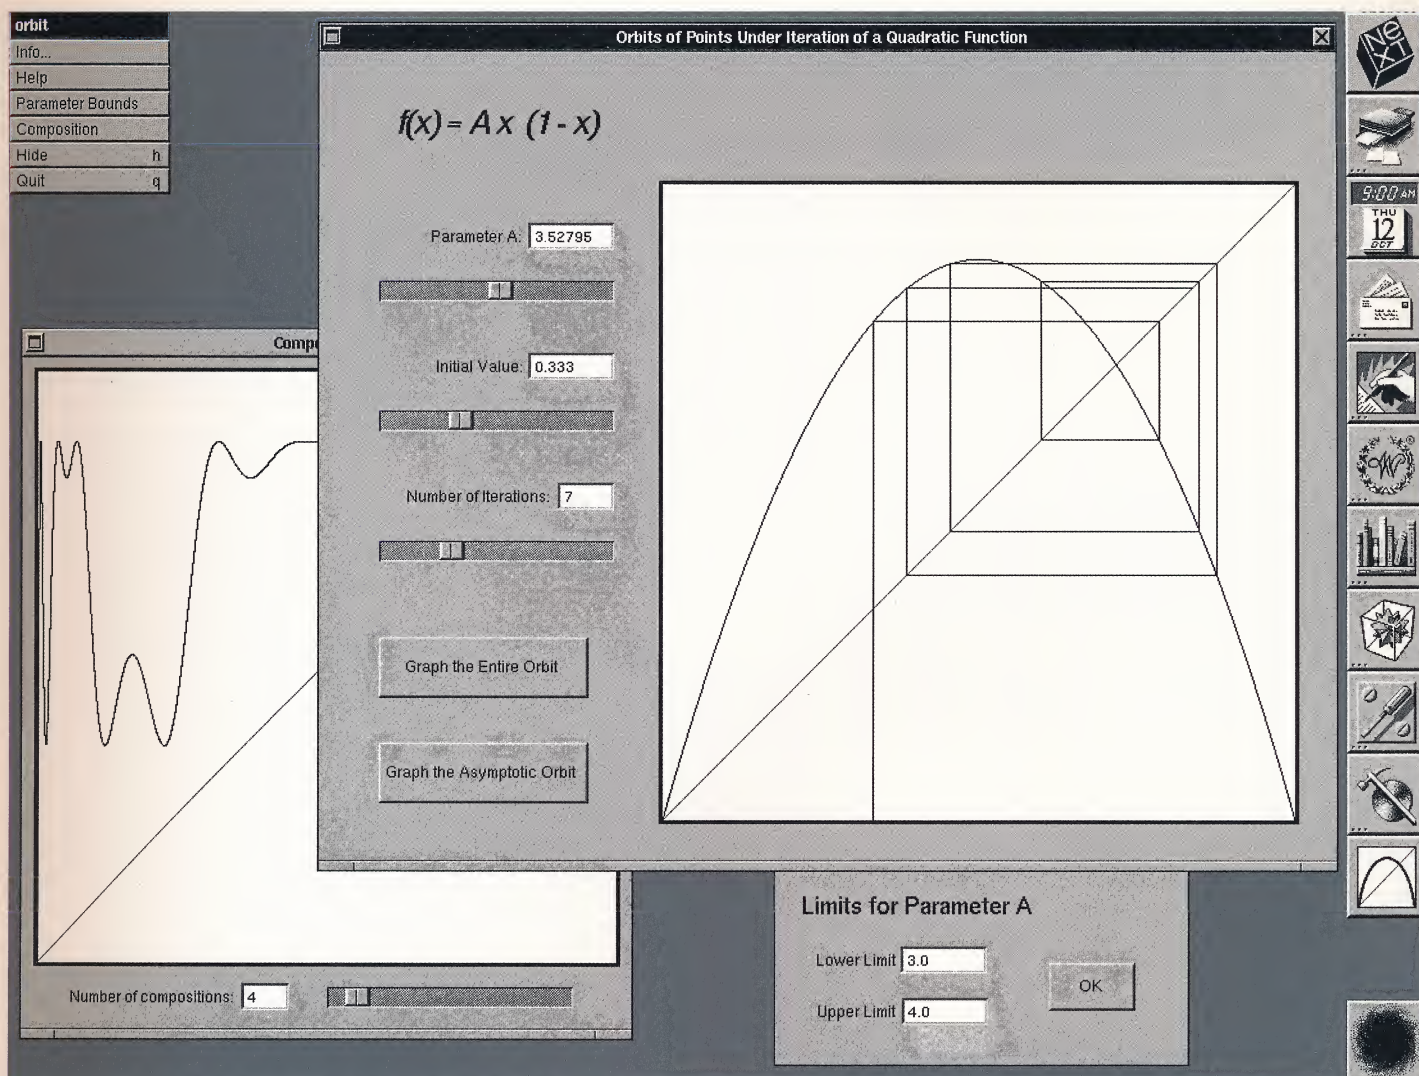 orbit
Info...
Help
Parameter Bounds
Composition
Hide h
Quit q
Orbits of Points Under Iteration of a Quadratic Function
f(x) = A x (1 - x)
Parameter A: 3.52795
Initial Value: 0.333
Number of Iterations: 7
Graph the Entire Orbit
Graph the Asymptotic Orbit
Number of compositions: 4
Limits for Parameter A
Lower Limit 3.0
Upper Limit 4.0
OK
NeXT
9:00 AM
THU
12
OCT
W